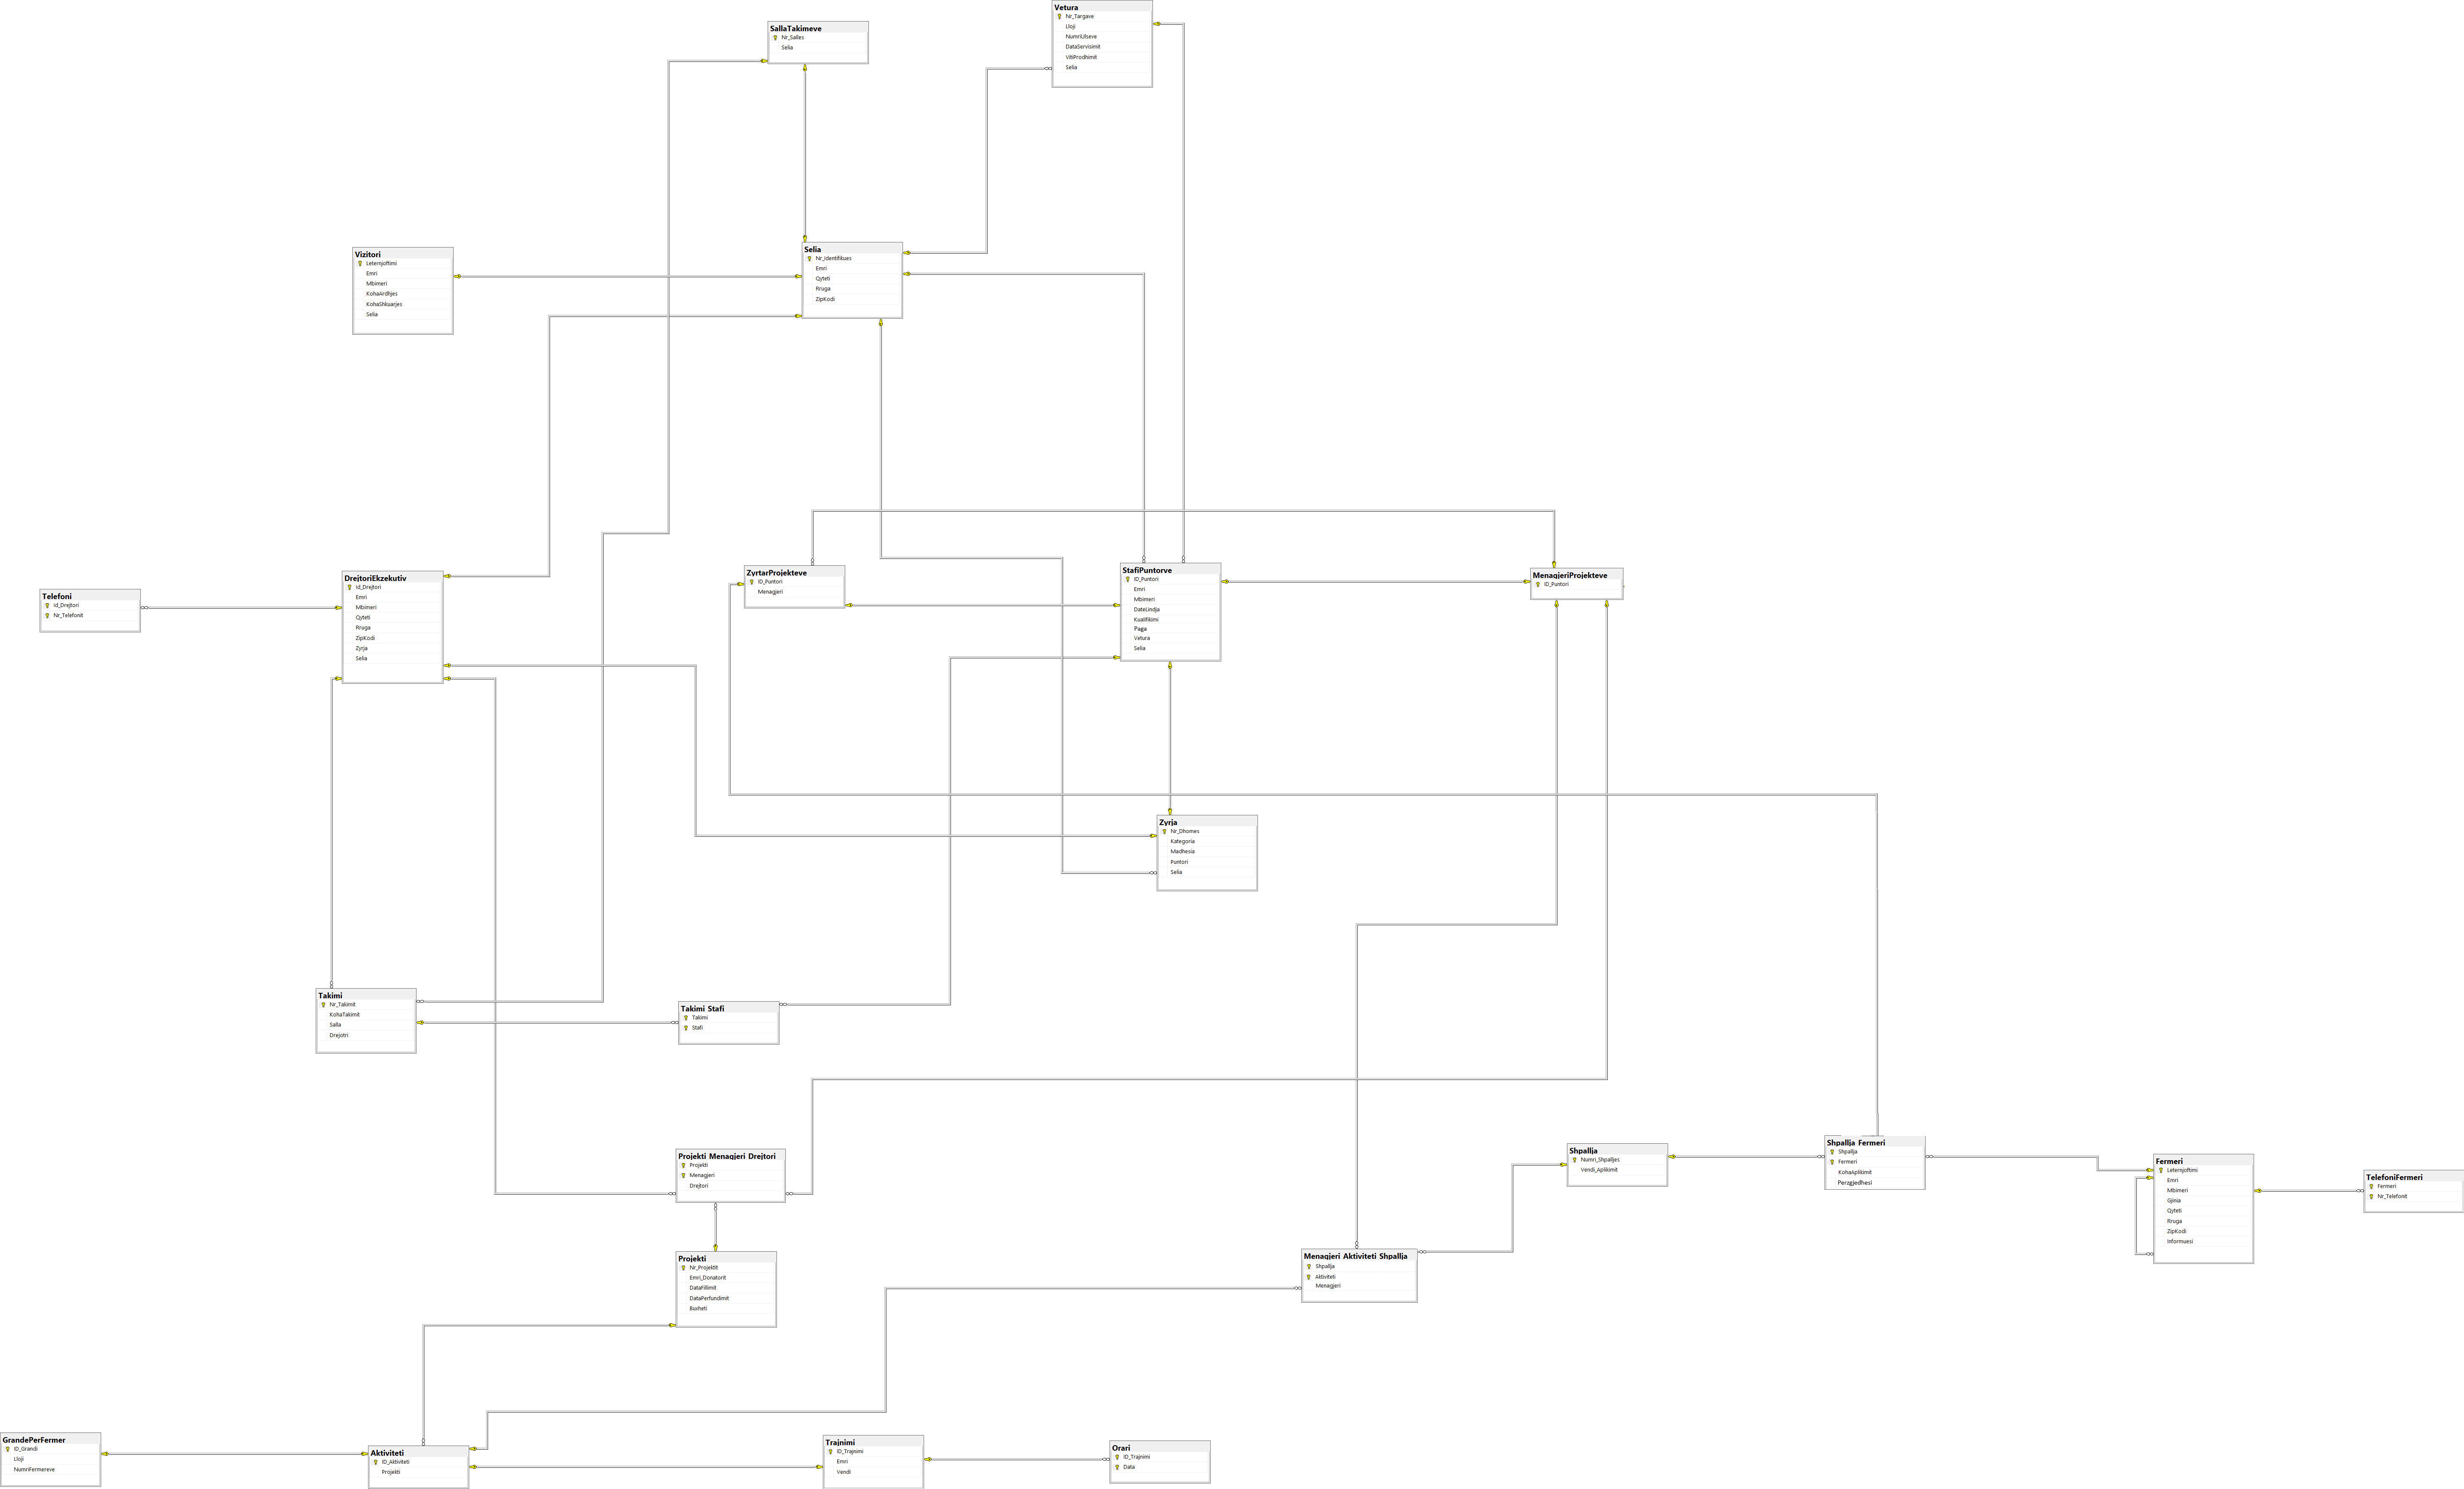 Vetura
Nr_Targave
Lloji
NumriUlseve
DataServisimit
VitiProdhimit
Selia
SallaTakimeve
Nr_Salles
Selia
Selia
Nr_Identifikues
Emri
Qyteti
Rruga
ZipKodi
Vizitori
Leternjoftimi
Emri
Mbimeri
KohaArdhjes
KohaShkuarjes
Selia
Telefoni
Id_Drejtori
Nr_Telefonit
DrejtoriEkzekutiv
Id_Drejtori
Emri
Mbimeri
Qyteti
Rruga
ZipKodi
Zyrja
Selia
ZyrtarProjekteve
ID_Puntori
Menagjeri
StafiPuntorve
ID_Puntori
Emri
Mbimeri
DateLindja
Kualifikimi
Paga
Vetura
Selia
MenagjeriProjekteve
ID_Puntori
Zyrja
Nr_Dhomes
Kategoria
Madhesia
Puntori
Selia
Takimi
Nr_Takimit
KohaTakimit
Salla
Drejotri
Takimi_Stafi
Takimi
Stafi
Projekti_Menagjeri_Drejtori
Projekti
Menagjeri
Drejtori
Shpallja
Numri_Shpalljes
Vendi_Aplikimit
Shpallja_Fermeri
Shpallja
Fermeri
KohaAplikimit
Perzgjedhesi
Fermeri
Leternjoftimi
Emri
Mbimeri
Gjinia
Qyteti
Rruga
ZipKodi
Informuesi
TelefoniFermeri
Fermeri
Nr_Telefonit
Projekti
Nr_Projektit
Emri_Donatorit
DataFillimit
DataPerfundimit
Buxheti
Menagjeri_Aktiviteti_Shpallja
Shpallja
Aktiviteti
Menagjeri
GrandePerFermer
ID_Grandi
Lloji
NumriFermereve
Aktiviteti
ID_Aktiviteti
Projekti
Trajnimi
ID_Trajnimi
Emri
Vendi
Orari
ID_Trajnimi
Data